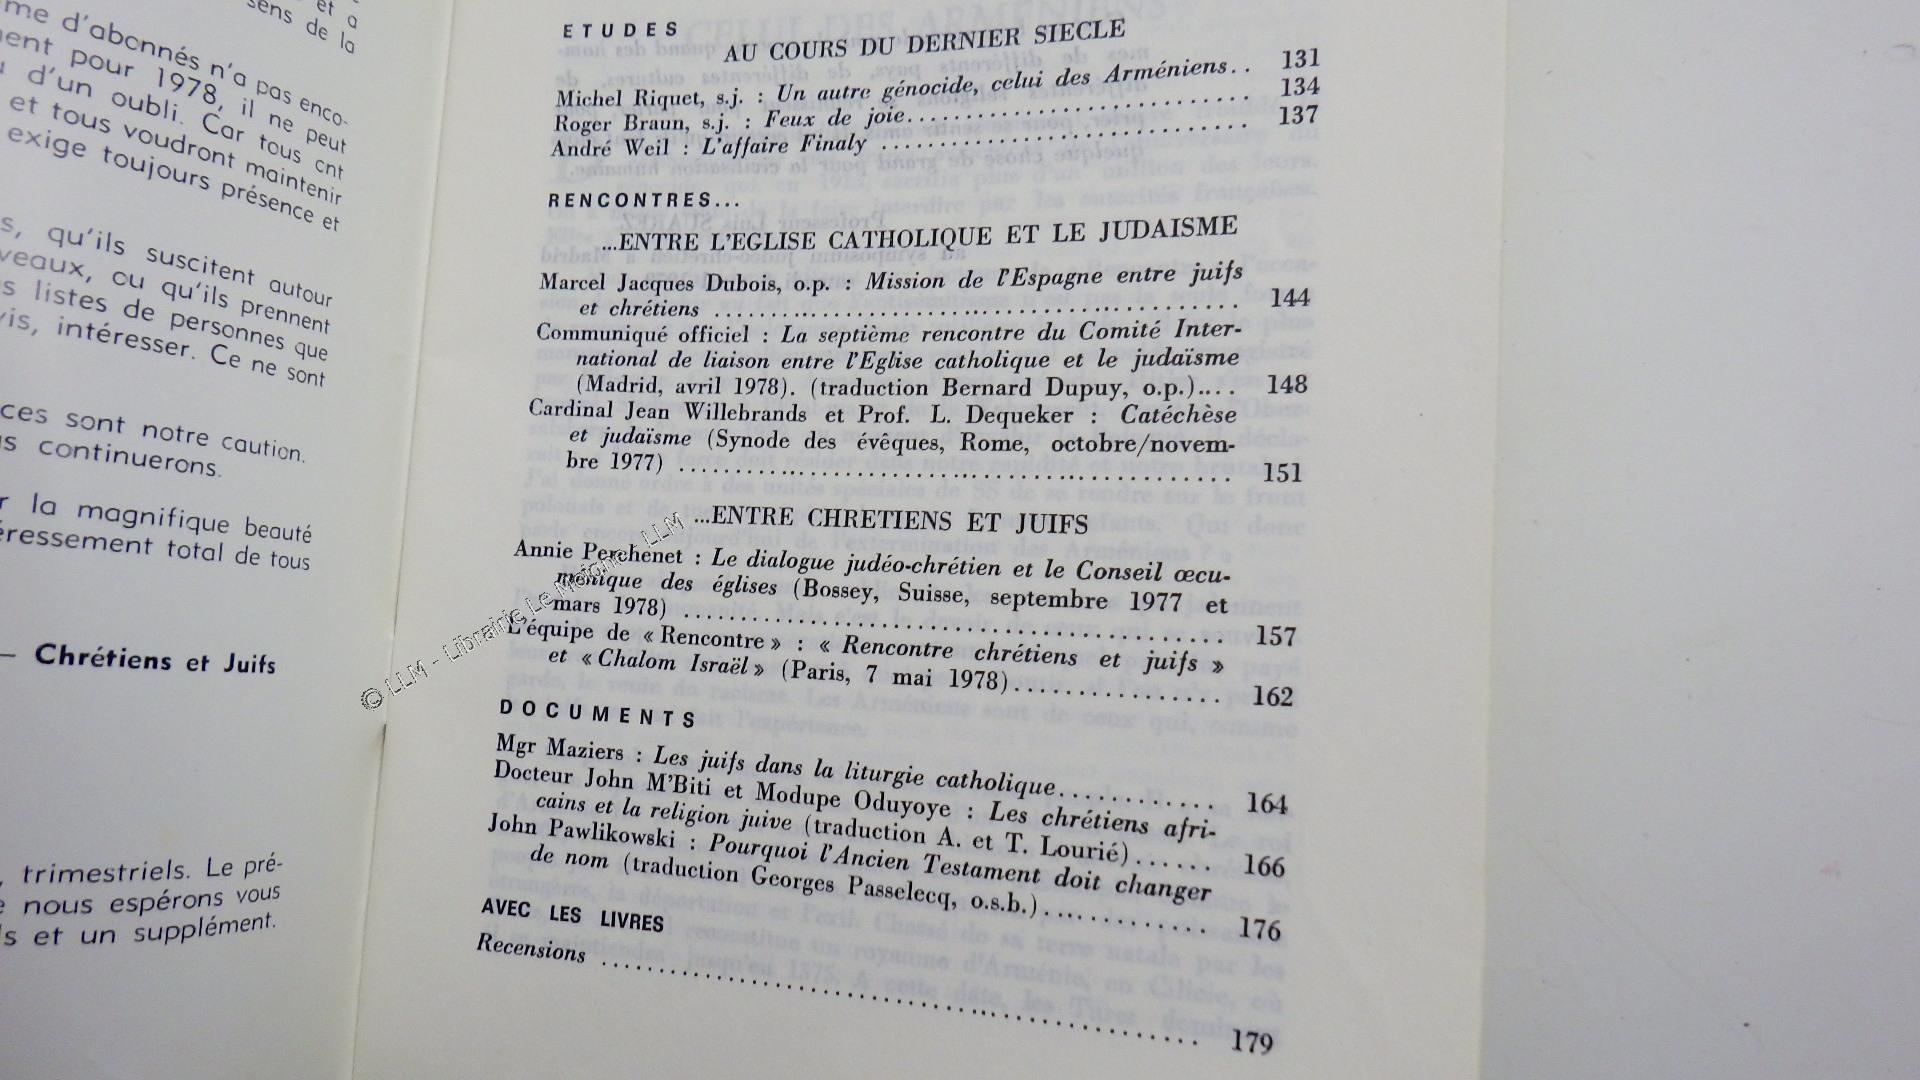 et a
sens de la
me d'abonnés n'a pas enco-
ment pour 1978, il ne peut
d'un oubli. Car tous cnt
et tous voudront maintenir
exige toujours présence et
s, qu'ils suscitent autour
veaux, cu qu'ils prennent
s listes de personnes que
vis, intéresser. Ce ne sont
ces sont notre caution.
us continuerons.
r la magnifique beauté
éressement total de tous
— Chrétiens et Juifs
, trimestriels. Le pré-
e nous espérons vous
ls et un supplément.
ETUDES
AU COURS DU DERNIER SIECLE
Michel Riquet, s.j. : Un autre génocide, celui des Arméniens.. 131
Roger Braun, s.j. : Feux de joie.............................. 134
André Weil : L'affaire Finaly .............................. 137
RENCONTRES...
...ENTRE L'EGLISE CATHOLIQUE ET LE JUDAISME
Marcel Jacques Dubois, o.p. : Mission de l'Espagne entre juifs
et chrétiens .............................................. 144
Communiqué officiel : La septième rencontre du Comité Inter-
national de liaison entre l'Eglise catholique et le judaïsme
(Madrid, avril 1978). (traduction Bernard Dupuy, o.p.).... 148
Cardinal Jean Willebrands et Prof. L. Dequeker : Catéchèse
et judaïsme (Synode des évêques, Rome, octobre/novem-
bre 1977) ................................................ 151
...ENTRE CHRETIENS ET JUIFS
Annie Perchenet : Le dialogue judéo-chrétien et le Conseil œcu-
ménique des églises (Bossey, Suisse, septembre 1977 et
mars 1978) ............................................... 157
L'équipe de « Rencontre » : « Rencontre chrétiens et juifs »
et « Chalom Israël » (Paris, 7 mai 1978).................. 162
DOCUMENTS
Mgr Maziers : Les juifs dans la liturgie catholique............ 164
Docteur John M'Biti et Modupe Oduyoye : Les chrétiens afri-
cains et la religion juive (traduction A. et T. Lourié)...... 166
John Pawlikowski : Pourquoi l'Ancien Testament doit changer
de nom (traduction Georges Passelecq, o.s.b.).............. 176
AVEC LES LIVRES
Recensions .................................................... 179
© LLM - Librairie Le Moigne - LLM